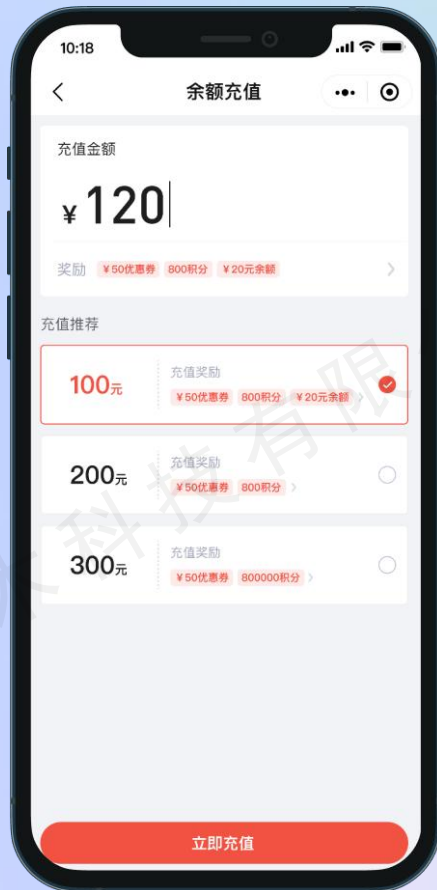 10:18
余额充值
充值金额
¥120
奖励 ¥50优惠券 800积分 ¥20元余额
充值推荐
100元
充值奖励
¥50优惠券 800积分 ¥20元余额
200元
充值奖励
¥50优惠券 800积分
300元
充值奖励
¥50优惠券 800000积分
立即充值
科技有限